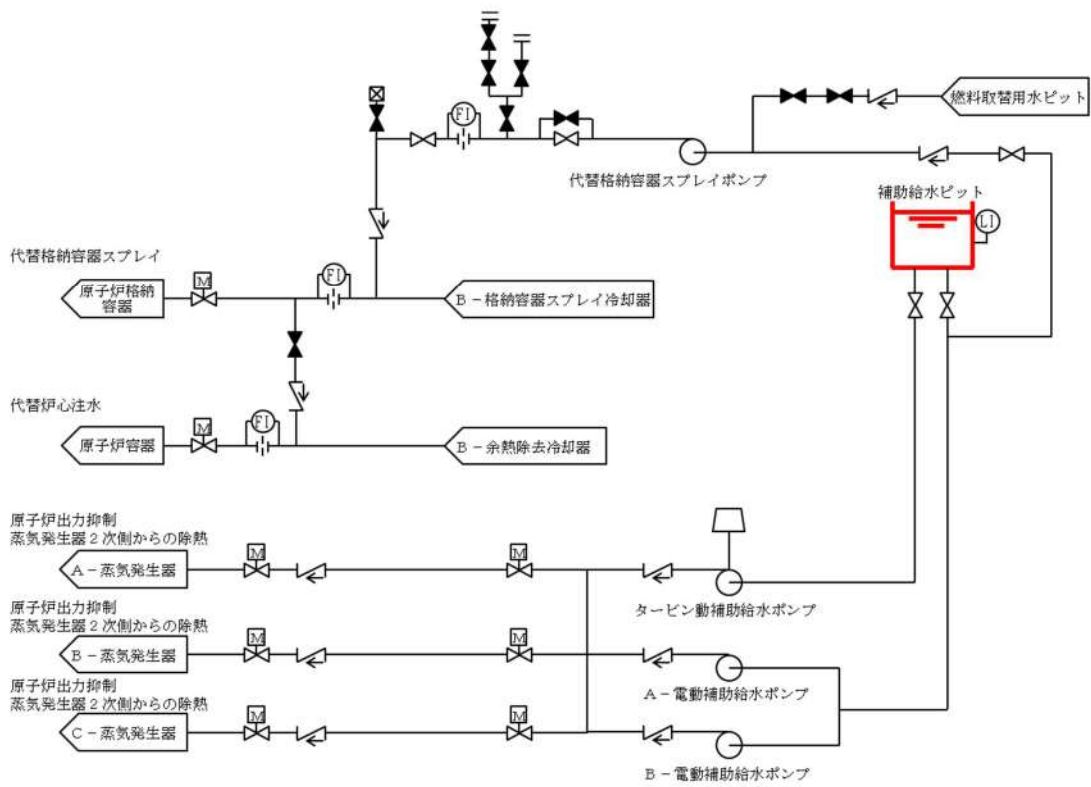 燃料取替用水ピット
FI
代替格納容器スプレイポンプ
補助給水ピット
LI
代替格納容器スプレイ
M
FI
原子炉格納
容器
B-格納容器スプレイ冷却器
代替炉心注水
M
FI
原子炉容器
B-余熱除去冷却器
原子炉出力抑制
蒸気発生器2次側からの除熱
M
M
A-蒸気発生器
タービン動補助給水ポンプ
原子炉出力抑制
蒸気発生器2次側からの除熱
M
M
B-蒸気発生器
A-電動補助給水ポンプ
原子炉出力抑制
蒸気発生器2次側からの除熱
M
M
C-蒸気発生器
B-電動補助給水ポンプ